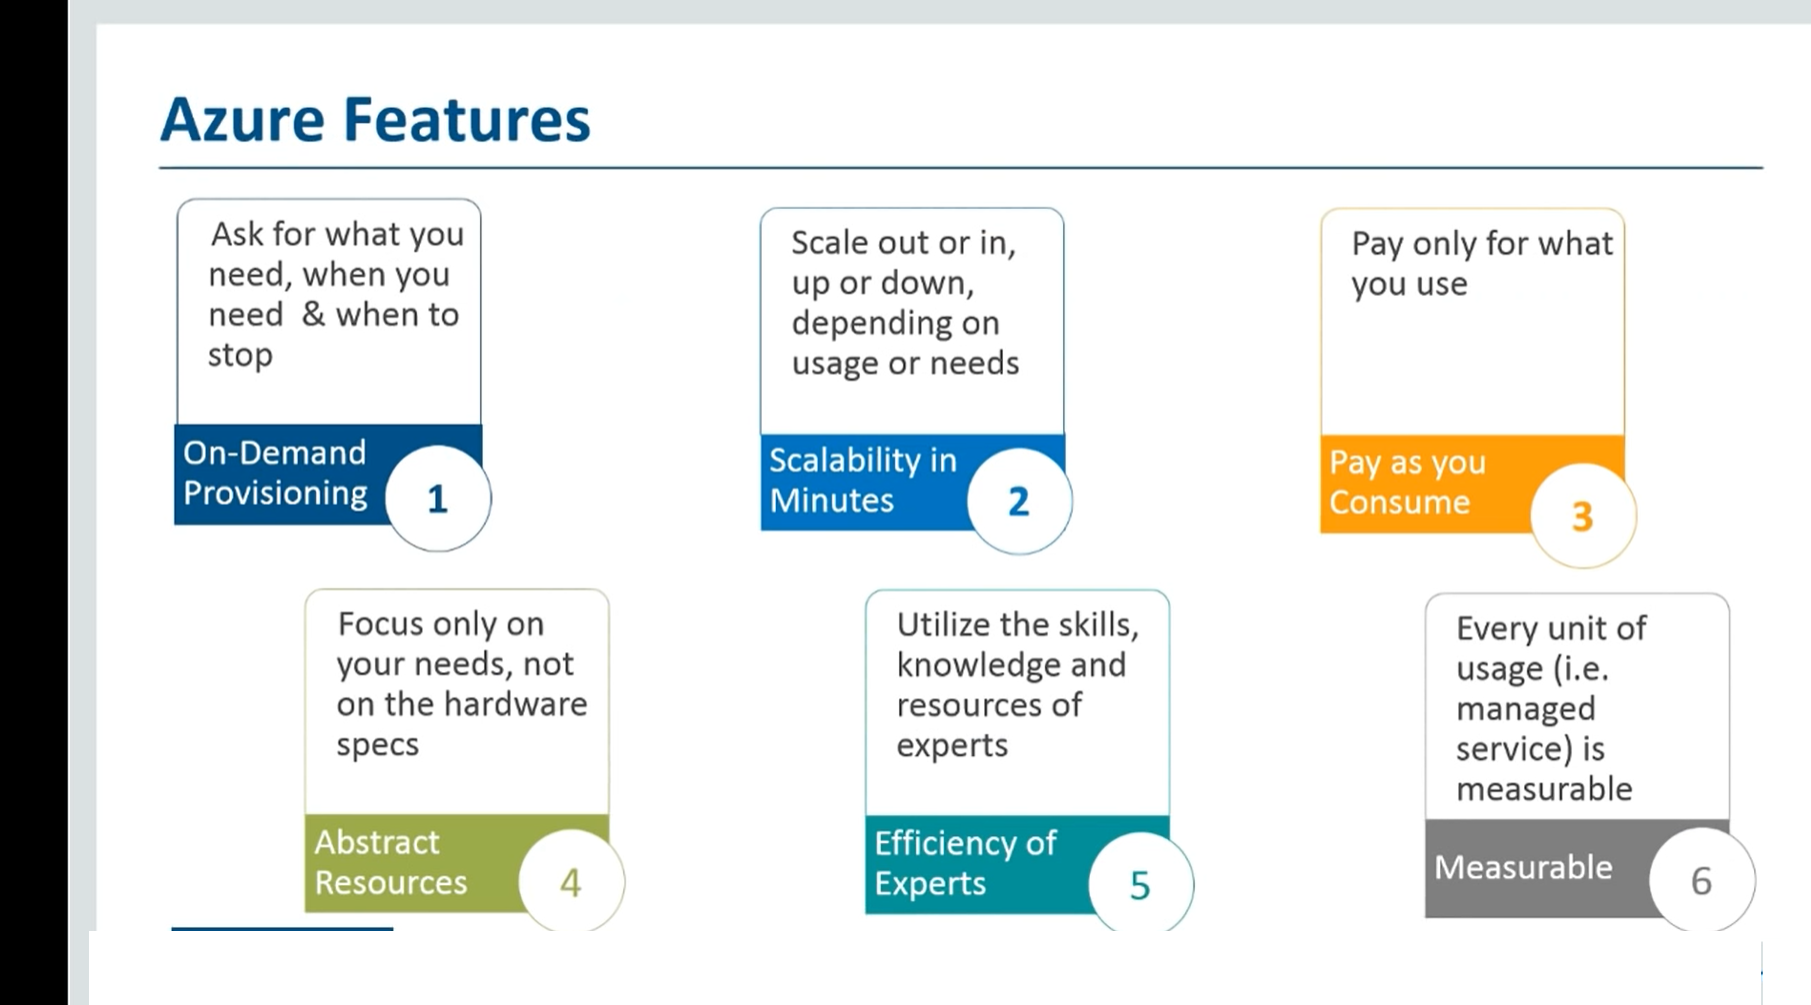 Azure Features
Ask for what you
need, when you
need & when to
stop
On-Demand
Provisioning
1
Scale out or in,
up or down,
depending on
usage or needs
Scalability in
Minutes
2
Pay only for what
you use
Pay as you
Consume
3
Focus only on
your needs, not
on the hardware
specs
Abstract
Resources
4
Utilize the skills,
knowledge and
resources of
experts
Efficiency of
Experts
5
Every unit of
usage (i.e.
managed
service) is
measurable
Measurable
6